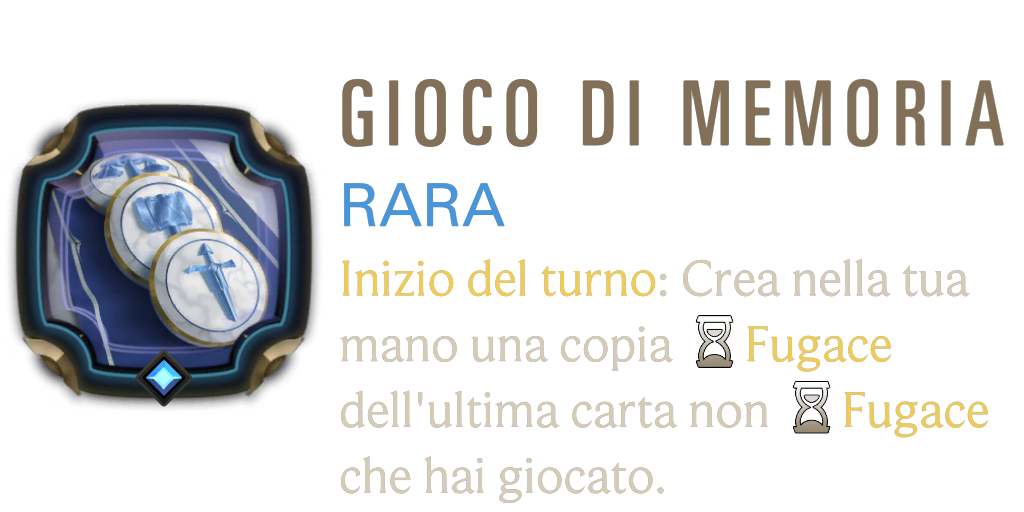 GIOCO DI MEMORIA
RARA
Inizio del turno: Crea nella tua
mano una copia Fugace
dell'ultima carta non Fugace
che hai giocato.